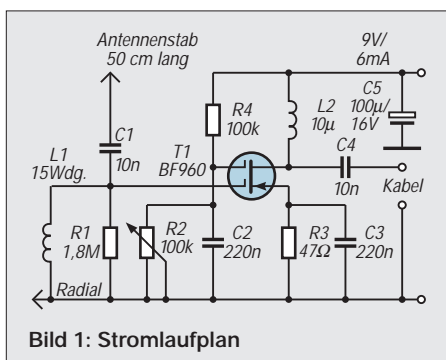 Antennenstab
50 cm lang
9V/
6mA
C1
10n
R4
100k
L2
10µ
C5
100µ/
16V
C4
10n
L1
15Wdg.
T1
BF960
Kabel
R1
1,8M
R2
100k
C2
220n
R3
47Ω
C3
220n
Radial
Bild 1: Stromlaufplan